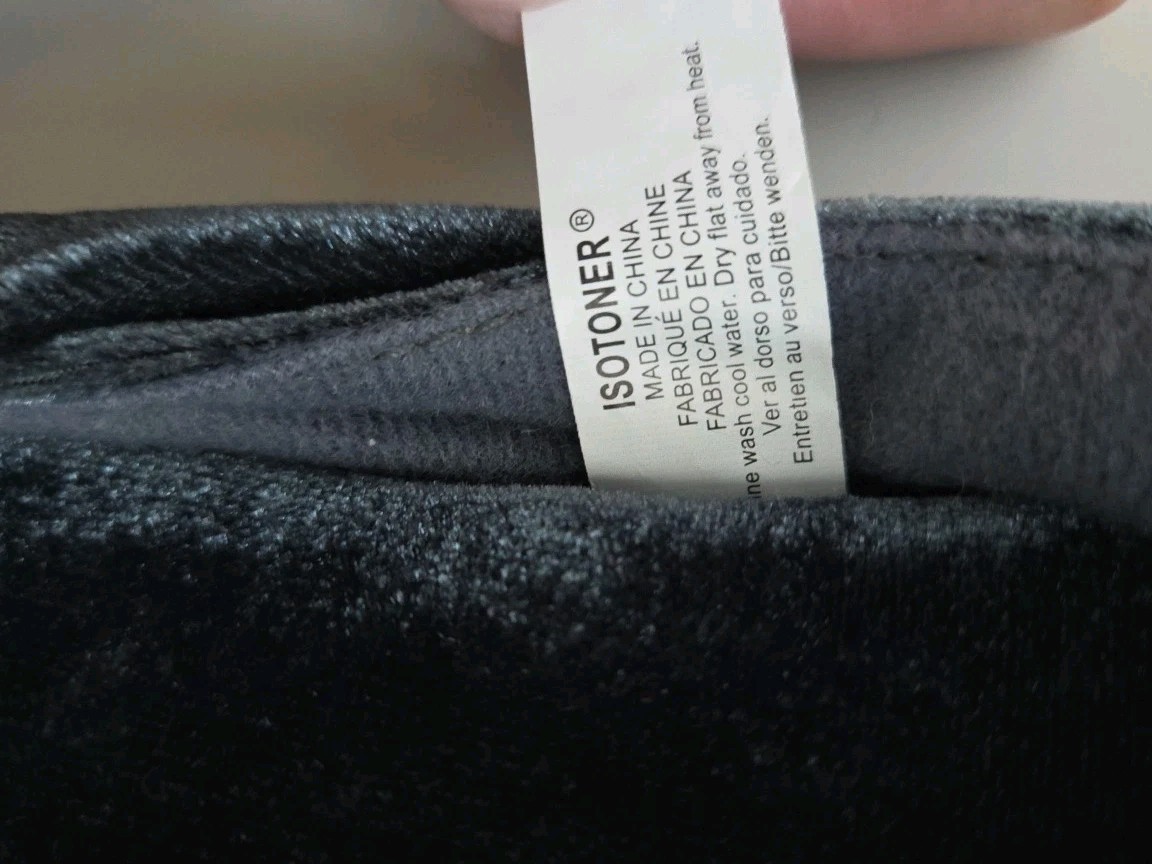 ISOTONER®
MADE IN CHINA
FABRIQUÉ EN CHINE
FABRICADO EN CHINA
wash cool water. Dry flat away from heat.
Ver al dorso para cuidado.
Entretien au verso/Bitte wenden.